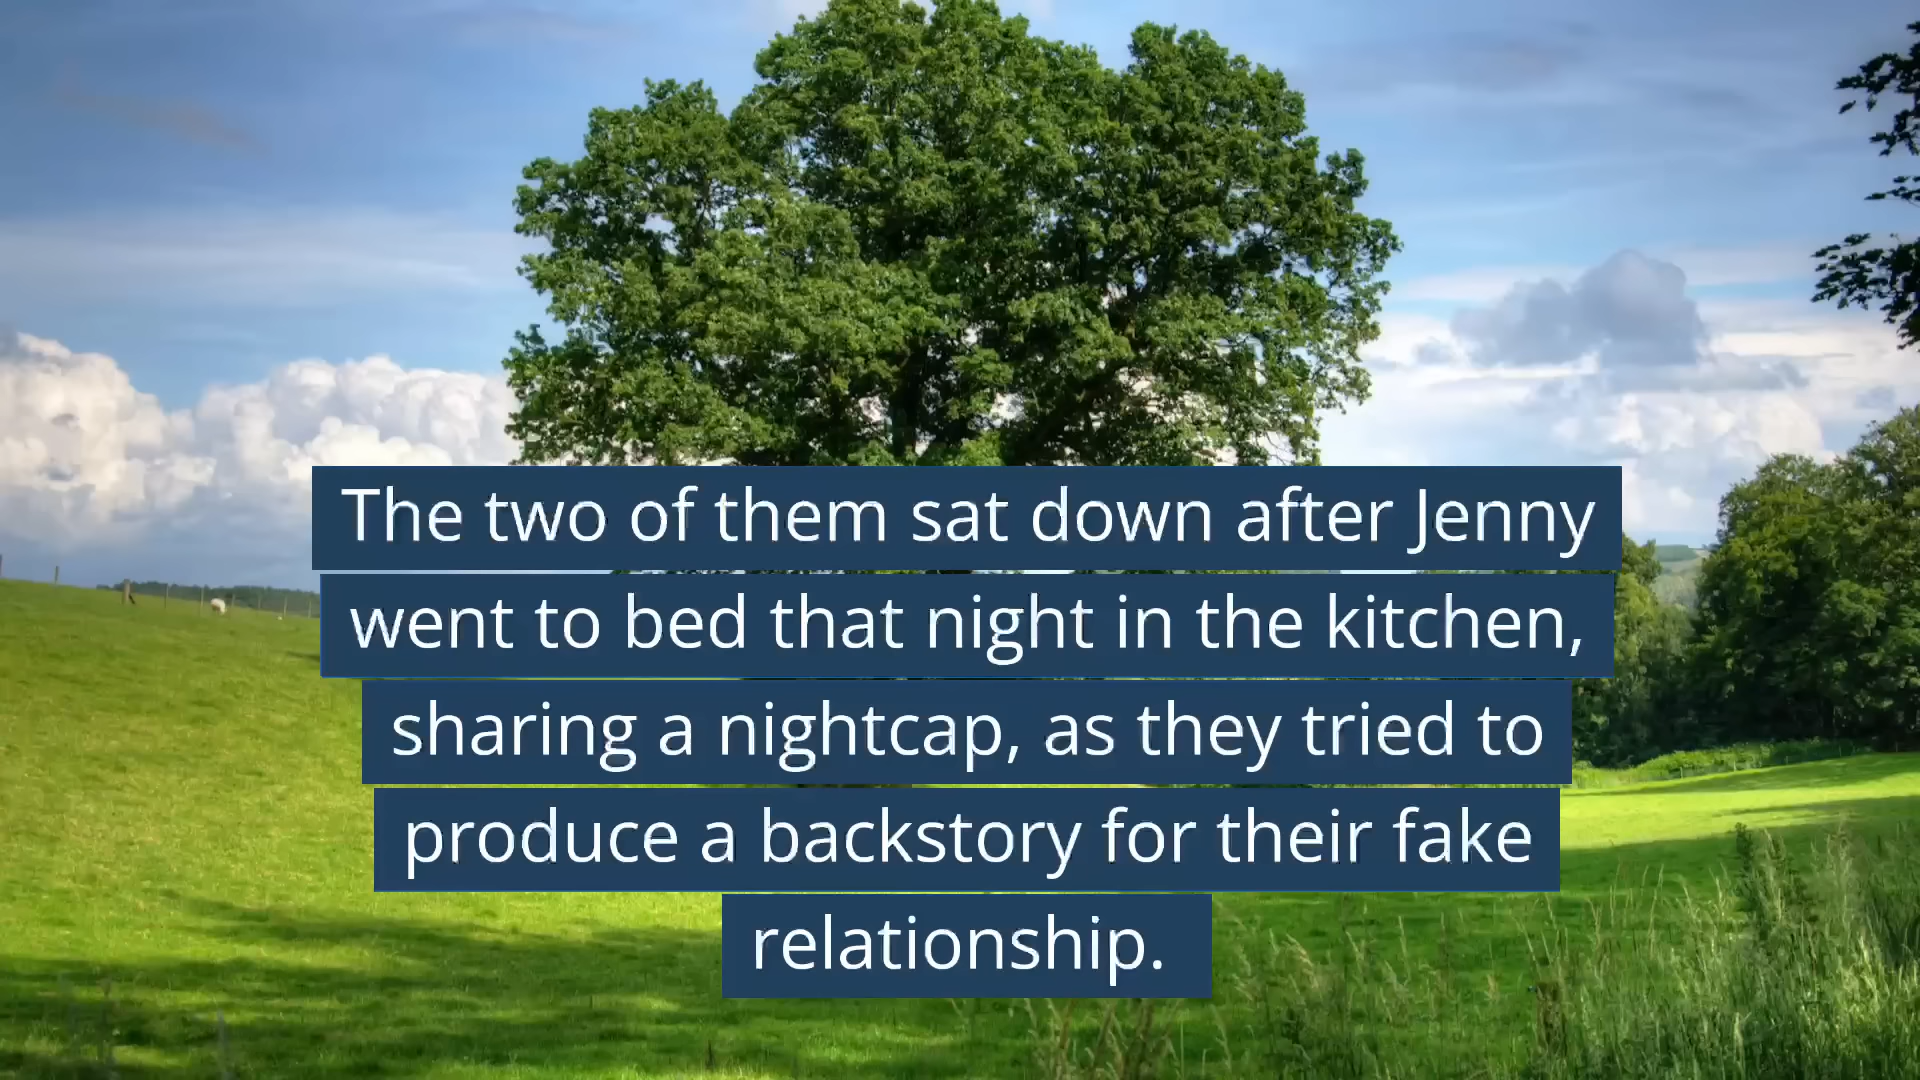 The two of them sat down after Jenny
went to bed that night in the kitchen,
sharing a nightcap, as they tried to
produce a backstory for their fake
relationship.